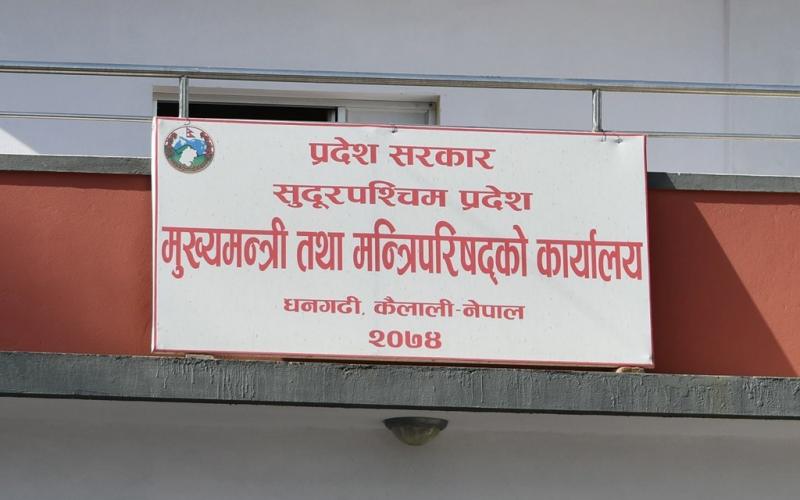 प्रदेश सरकार
सुदूरपश्चिम प्रदेश
मुख्यमन्त्री तथा मन्त्रिपरिषद्को कार्यालय
धनगढी, कैलाली-नेपाल
२०७४